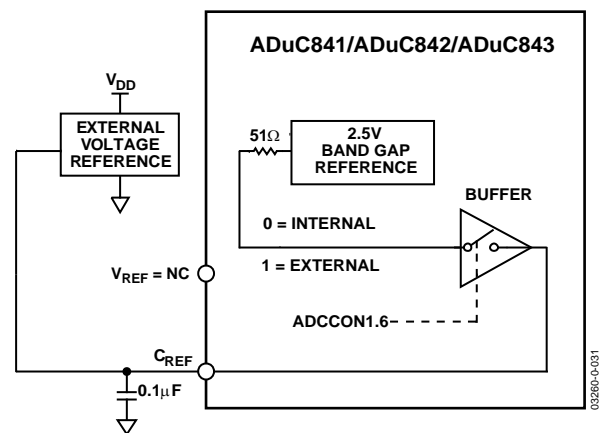 ADuC841/ADuC842/ADuC843
VDD
EXTERNAL
VOLTAGE
REFERENCE
51Ω
2.5V
BAND GAP
REFERENCE
BUFFER
0 = INTERNAL
1 = EXTERNAL
VREF = NC
ADCCON1.6
CREF
0.1μF
03260-0-031